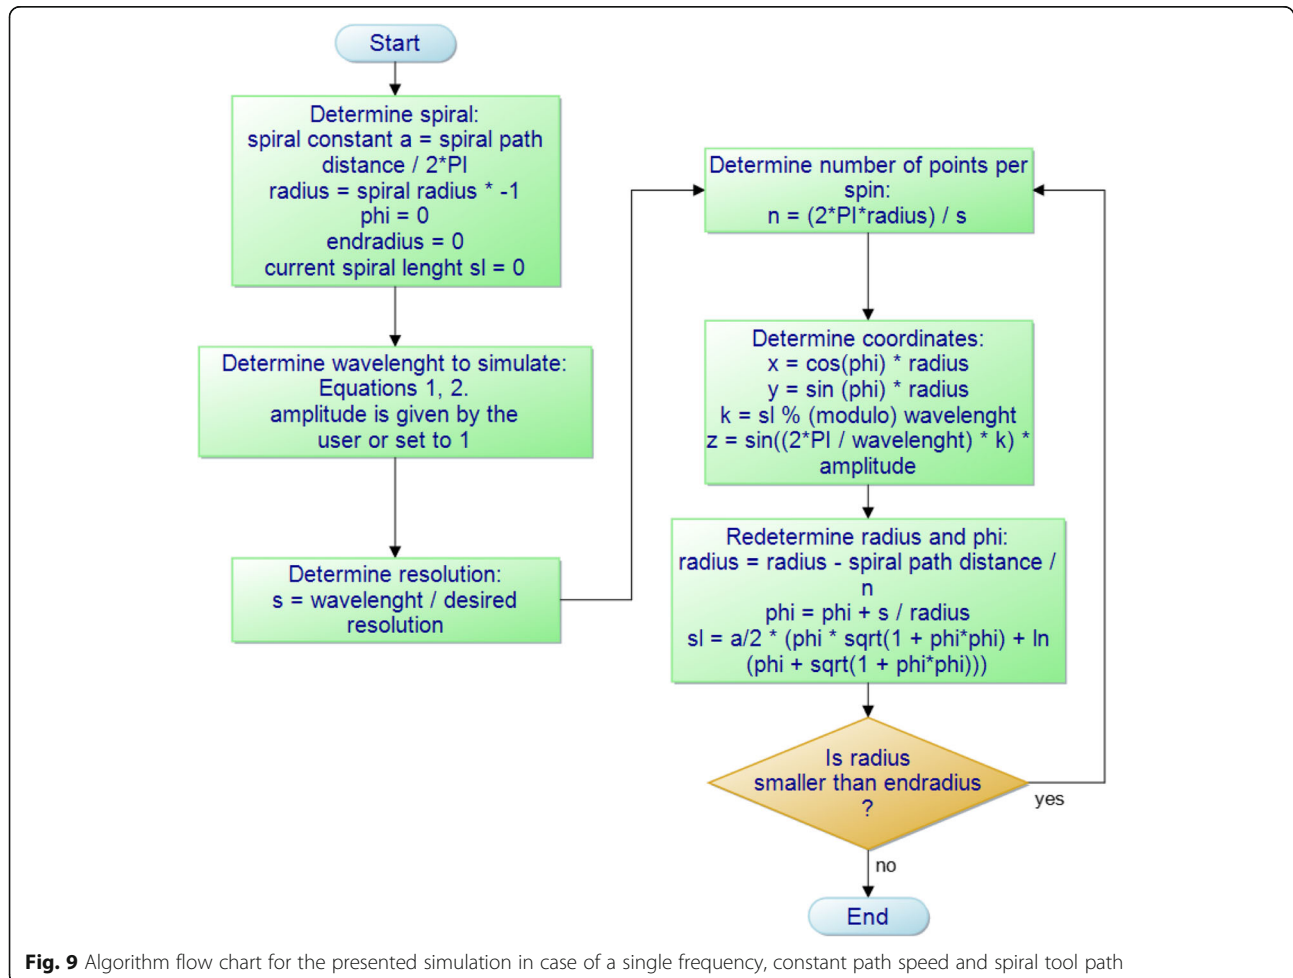 Start
Determine spiral:
spiral constant a = spiral path
distance / 2*PI
radius = spiral radius * -1
phi = 0
endradius = 0
current spiral lenght sl = 0
Determine wavelenght to simulate:
Equations 1, 2.
amplitude is given by the
user or set to 1
Determine resolution:
s = wavelenght / desired
resolution
Determine number of points per
spin:
n = (2*PI*radius) / s
Determine coordinates:
x = cos(phi) * radius
y = sin (phi) * radius
k = sl % (modulo) wavelenght
z = sin((2*PI / wavelenght) * k) *
amplitude
Redetermine radius and phi:
radius = radius - spiral path distance /
n
phi = phi + s / radius
sl = a/2 * (phi * sqrt(1 + phi*phi) + ln
(phi + sqrt(1 + phi*phi)))
Is radius
smaller than endradius
?
yes
no
End
Fig. 9 Algorithm flow chart for the presented simulation in case of a single frequency, constant path speed and spiral tool path